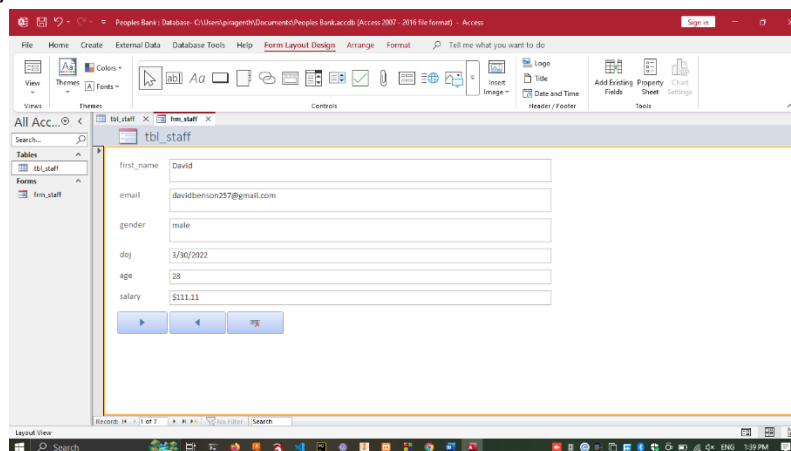 Peoples Bank : Database- C:\Users\piragenth\Documents\Peoples Bank.accdb (Access 2007 - 2016 file format) - Access
Sign in
File Home Create External Data Database Tools Help Form Layout Design Arrange Format Tell me what you want to do
View
Themes
Aa
Colors
A Fonts
ab Aa
Insert Image
Logo
Title
Date and Time
Add Existing Fields
Property Sheet
Chart Settings
Views Themes Controls Header / Footer Tools
All Acc...
tbl_staff frm_staff
Search...
tbl_staff
Tables
tbl_staff
Forms
frm_staff
first_name David
email davidbenson257@gmail.com
gender male
doj 3/30/2022
age 28
salary $111.11
Record: 1 of 7 No Filter Search
Layout View
Search ENG 1:39 PM